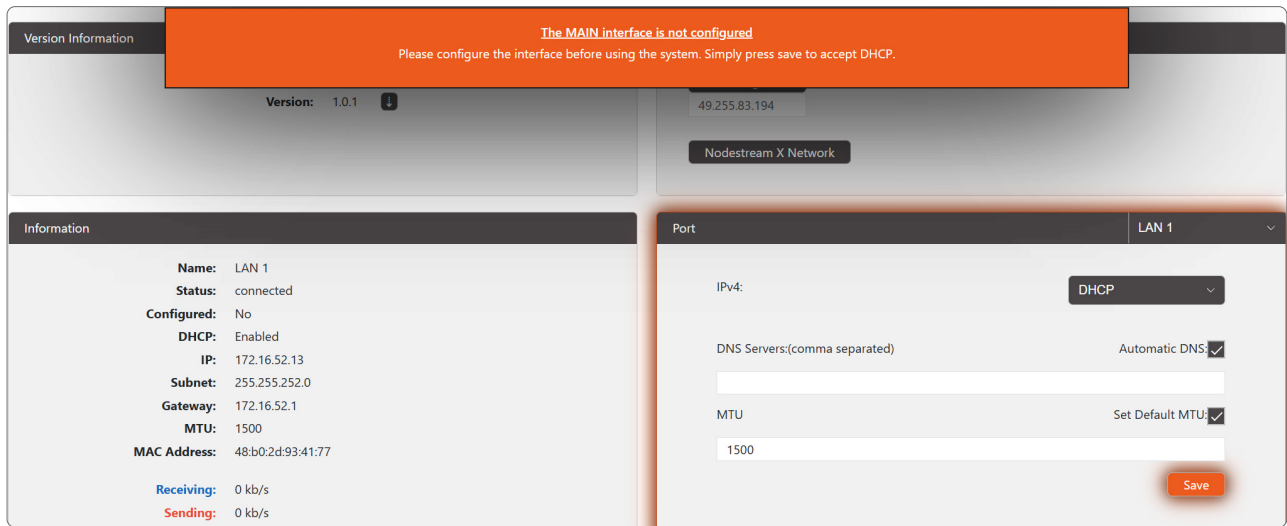 The MAIN interface is not configured
Please configure the interface before using the system. Simply press save to accept DHCP.
Version Information
Version: 1.0.1
49.255.83.194
Nodestream X Network
Information
Name: LAN 1
Status: connected
Configured: No
DHCP: Enabled
IP: 172.16.52.13
Subnet: 255.255.252.0
Gateway: 172.16.52.1
MTU: 1500
MAC Address: 48:b0:2d:93:41:77
Receiving: 0 kb/s
Sending: 0 kb/s
Port LAN 1
IPv4: DHCP
DNS Servers:(comma separated) Automatic DNS:
MTU Set Default MTU:
1500
Save